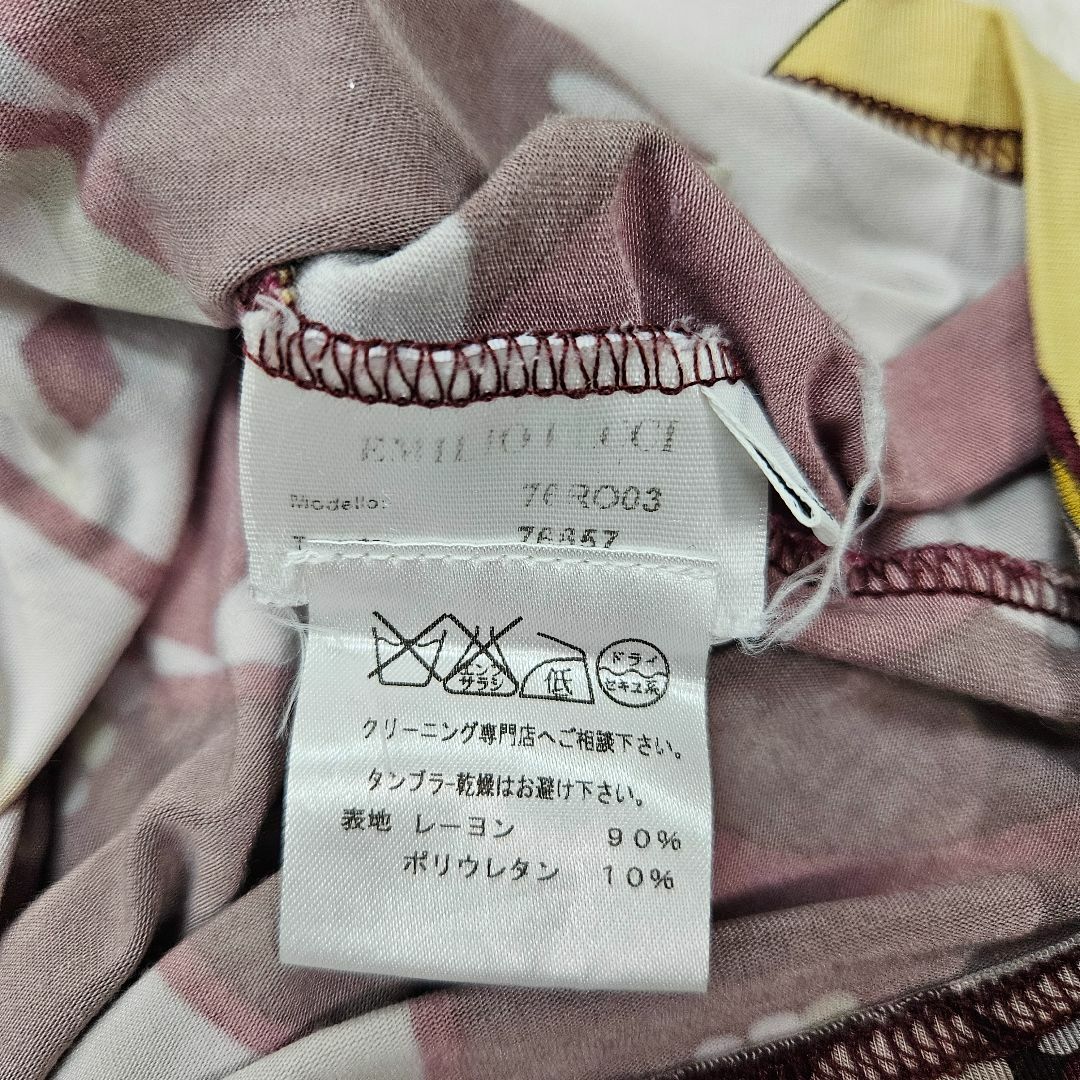 EMILIO PUCCI
Modello: 76RO03
76857
エンソ
サラシ
低
ドライ
セキユ系
クリーニング専門店へご相談下さい。
タンブラー乾燥はお避け下さい。
表地 レーヨン 90%
ポリウレタン 10%